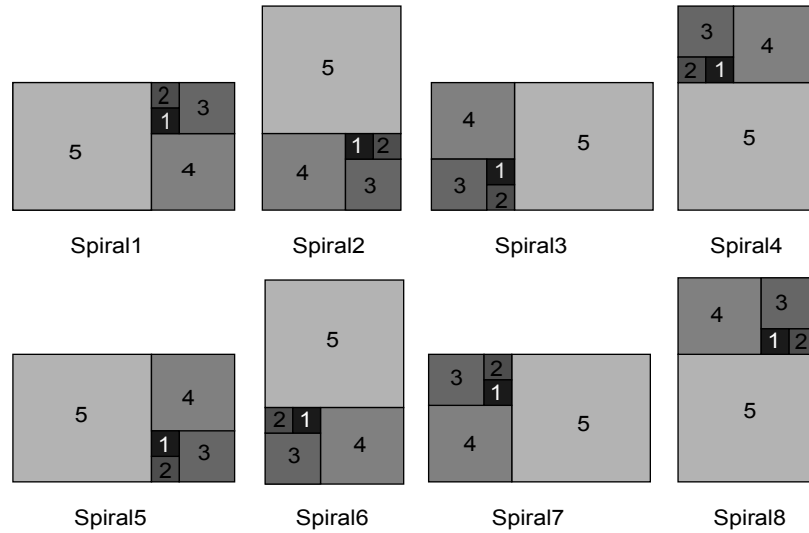 5 2 3 1 4
Spiral1
5 1 2 4 3
Spiral2
4 5 1 3 2
Spiral3
3 4 2 1 5
Spiral4
5 4 1 3 2
Spiral5
5 2 1 4 3
Spiral6
3 2 1 5 4
Spiral7
4 3 1 2 5
Spiral8